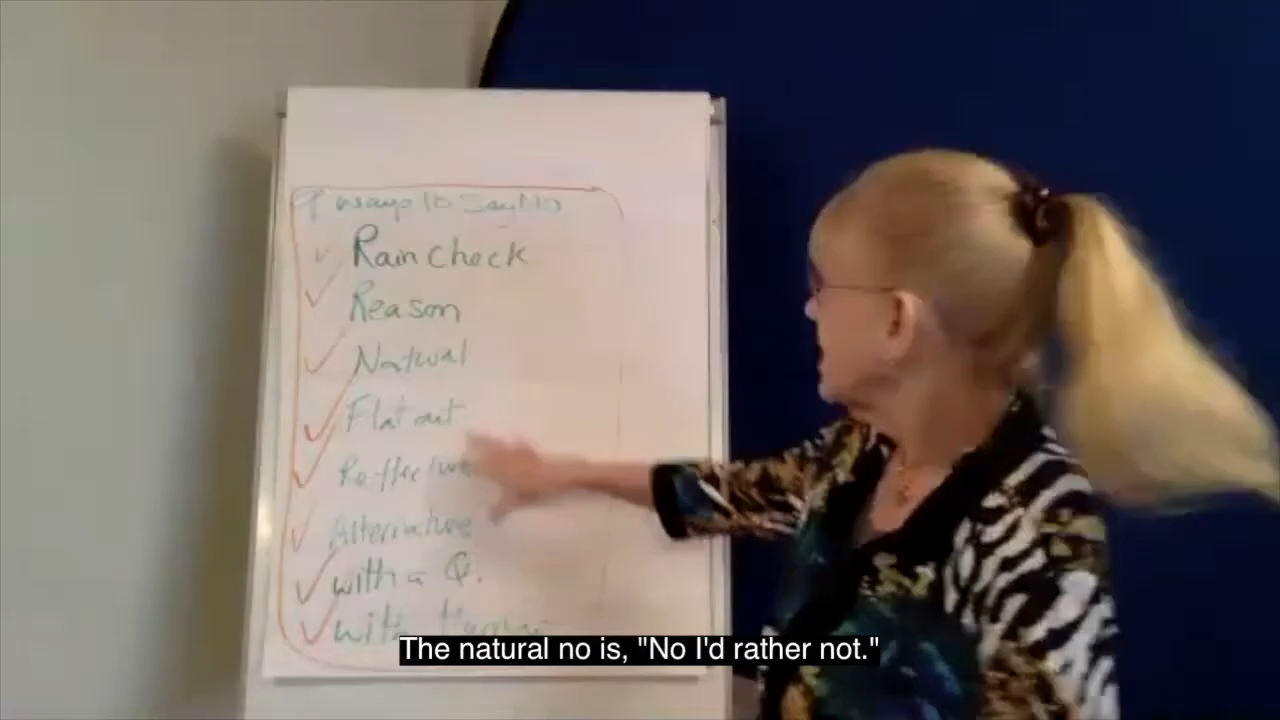 ways to Say No
Rain check
Reason
Natural
Flat out
Alternative
with a Q.
with
The natural no is, "No I'd rather not."